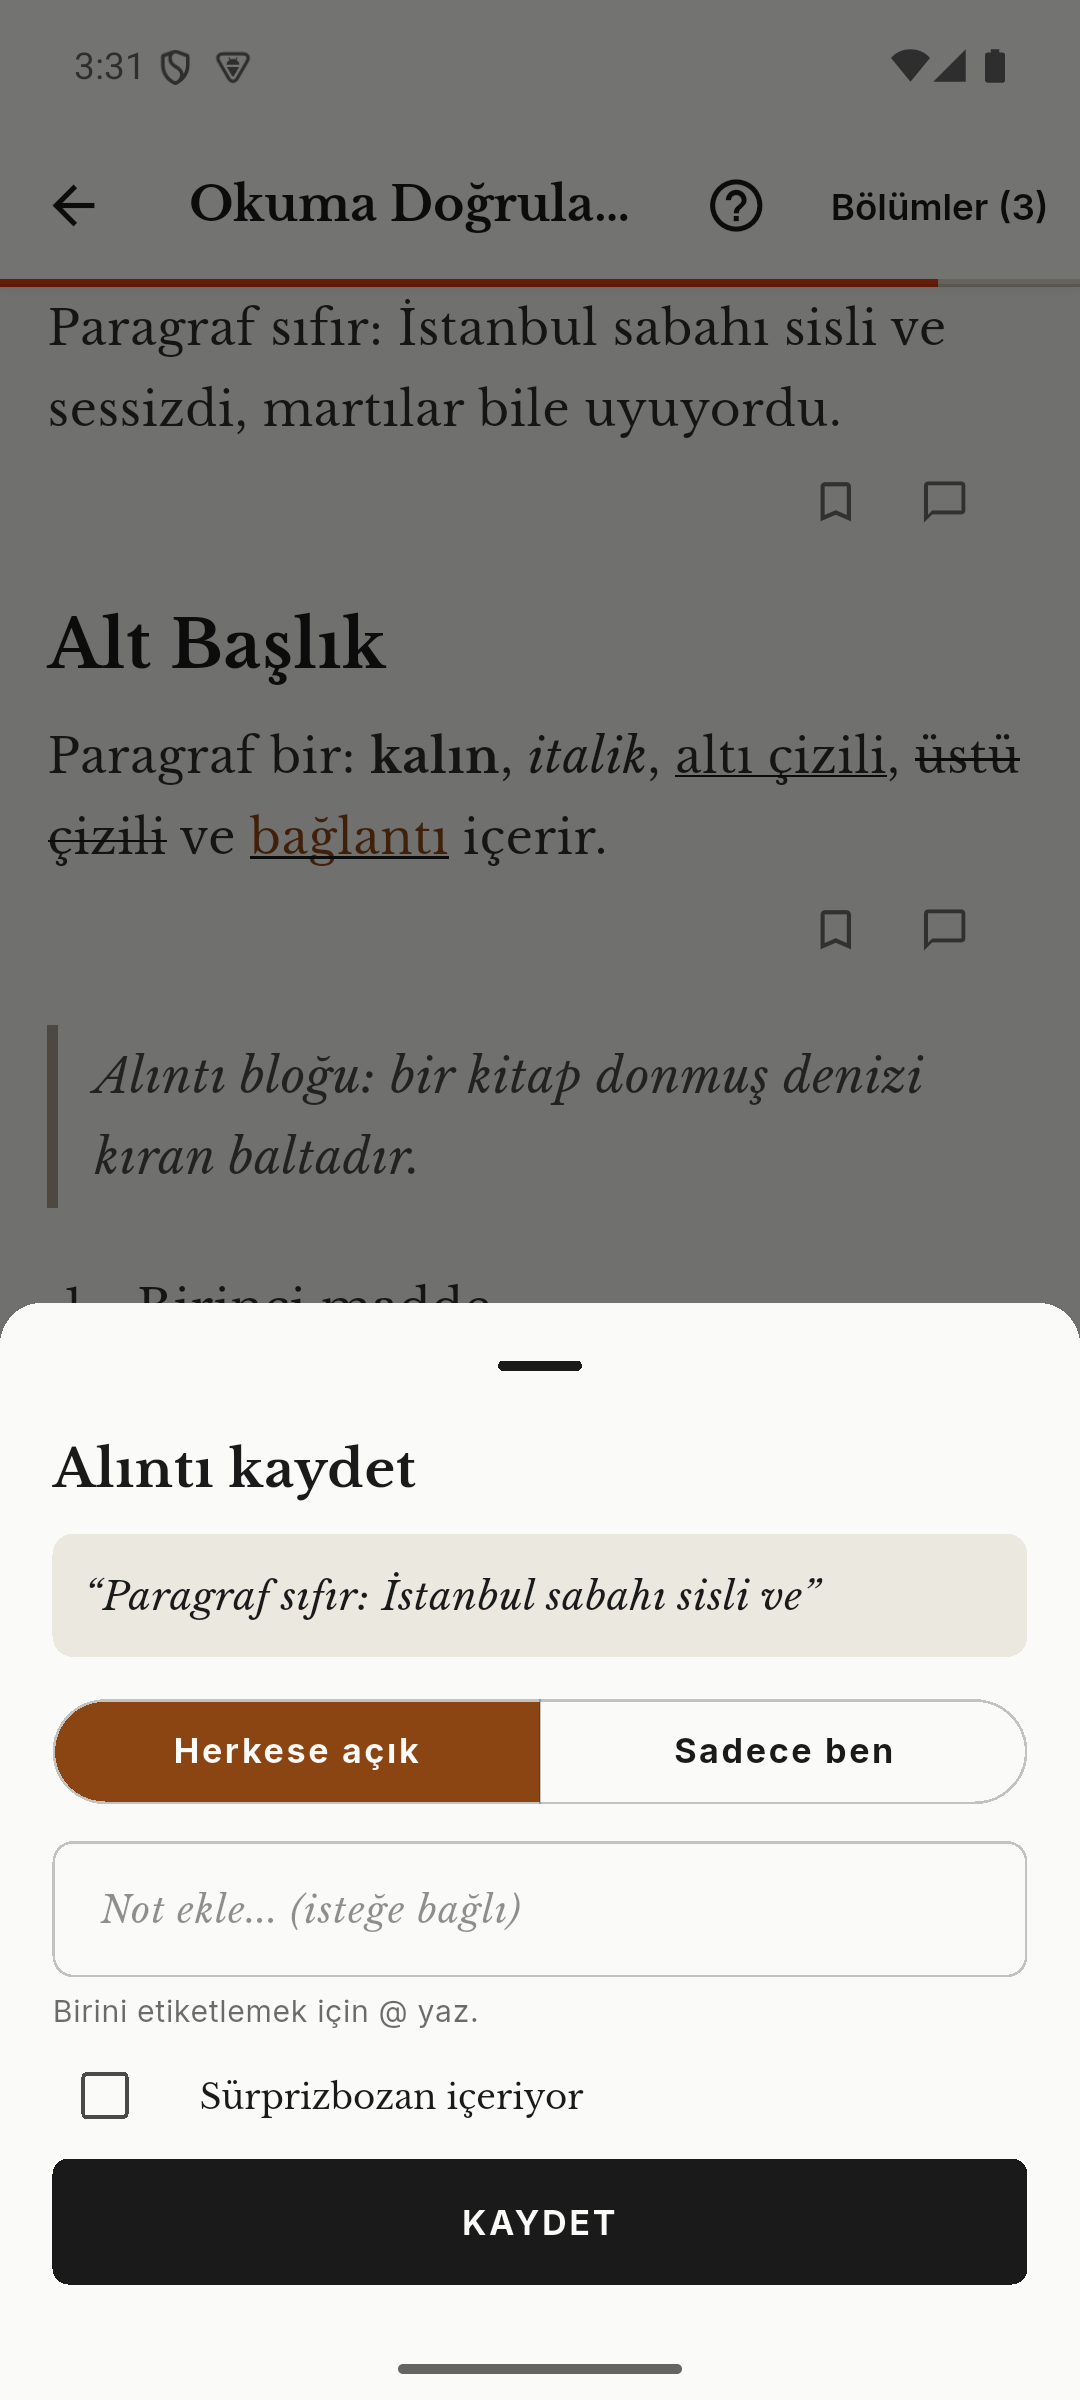 3:31
Okuma Doğrula...
Bölümler (3)
Paragraf sıfır: İstanbul sabahı sisli ve
sessizdi, martılar bile uyuyordu.
Alt Başlık
Paragraf bir: kalın, italik, altı çizili, üstü
çizili ve bağlantı içerir.
Alıntı bloğu: bir kitap donmuş denizi
kıran baltadır.
1. Birinci madde
Alıntı kaydet
“Paragraf sıfır: İstanbul sabahı sisli ve”
Herkese açık
Sadece ben
Not ekle... (isteğe bağlı)
Birini etiketlemek için @ yaz.
Sürprizbozan içeriyor
KAYDET